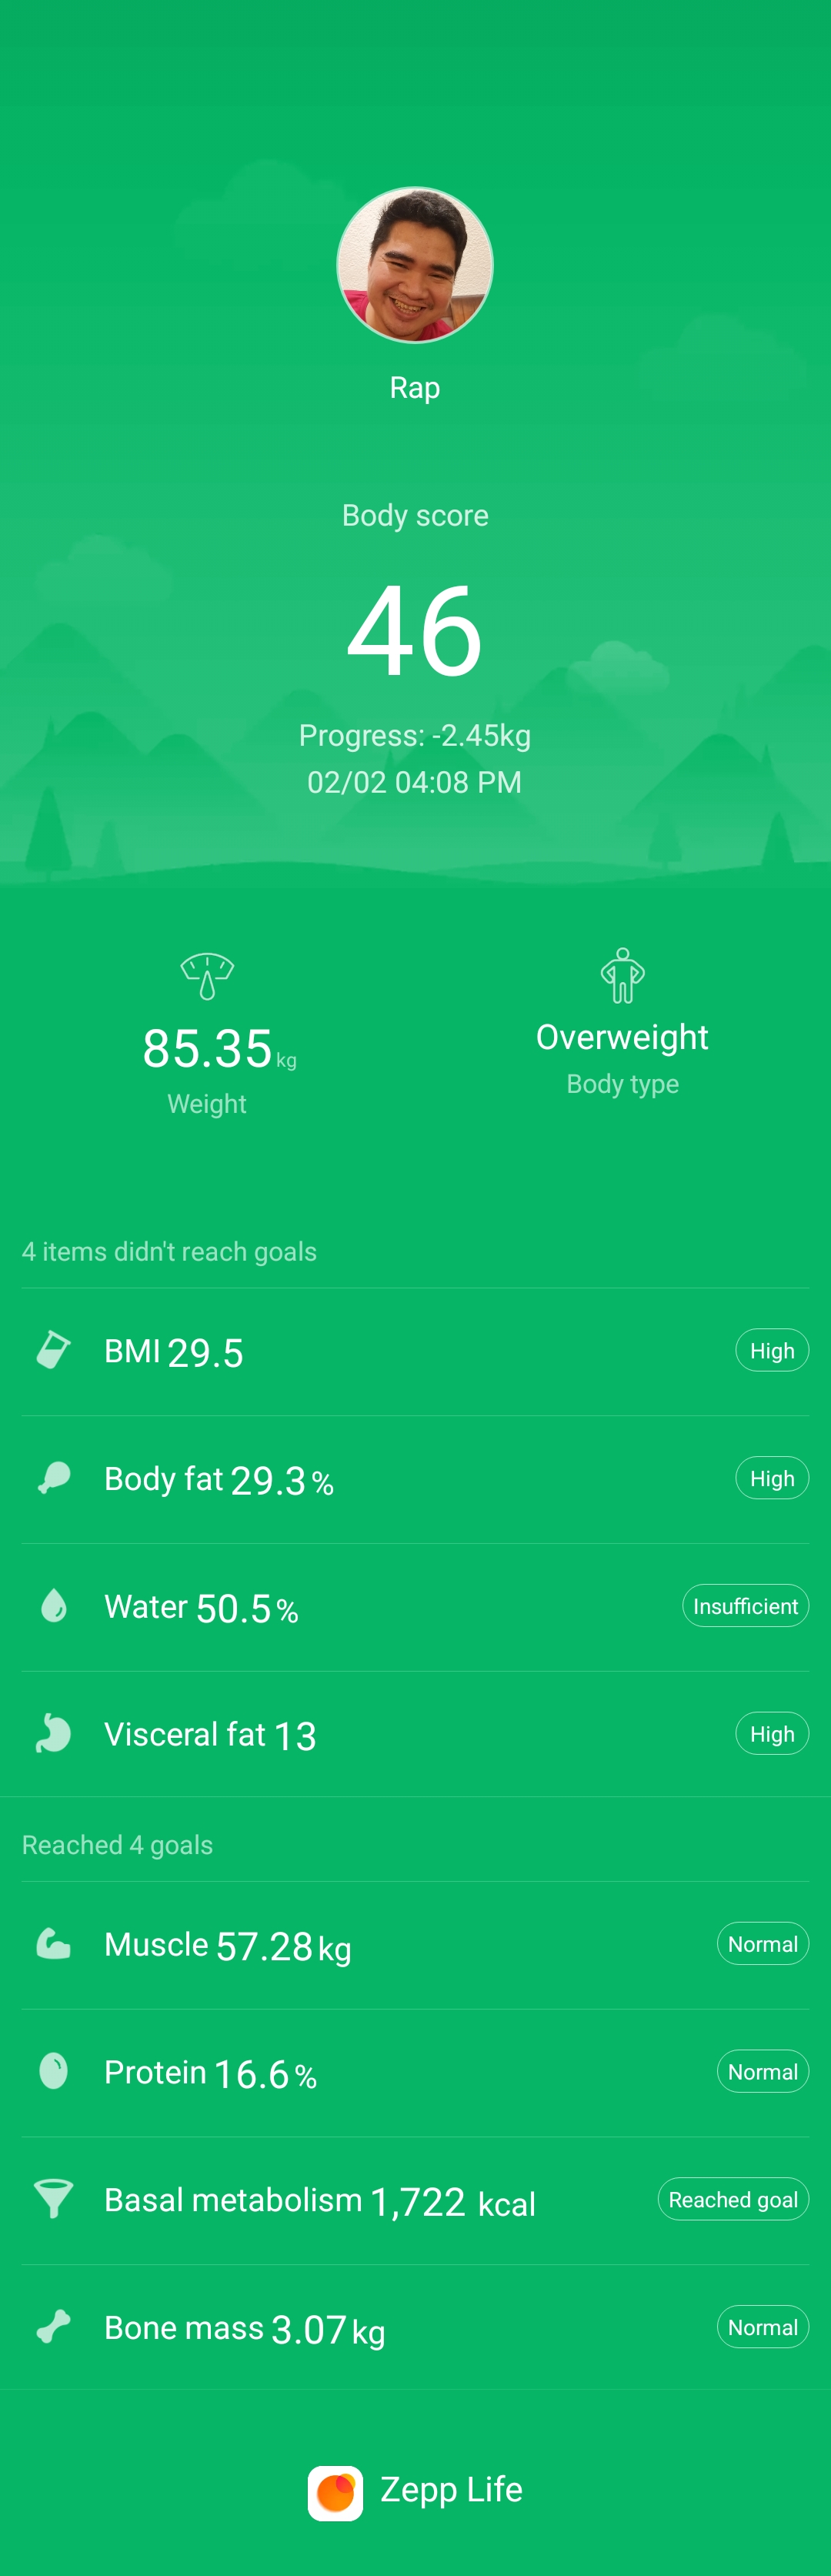 Rap
Body score
46
Progress: -2.45kg
02/02 04:08 PM
85.35 kg
Weight
Overweight
Body type
4 items didn't reach goals
BMI 29.5 High
Body fat 29.3 % High
Water 50.5 % Insufficient
Visceral fat 13 High
Reached 4 goals
Muscle 57.28 kg Normal
Protein 16.6 % Normal
Basal metabolism 1,722 kcal Reached goal
Bone mass 3.07 kg Normal
Zepp Life